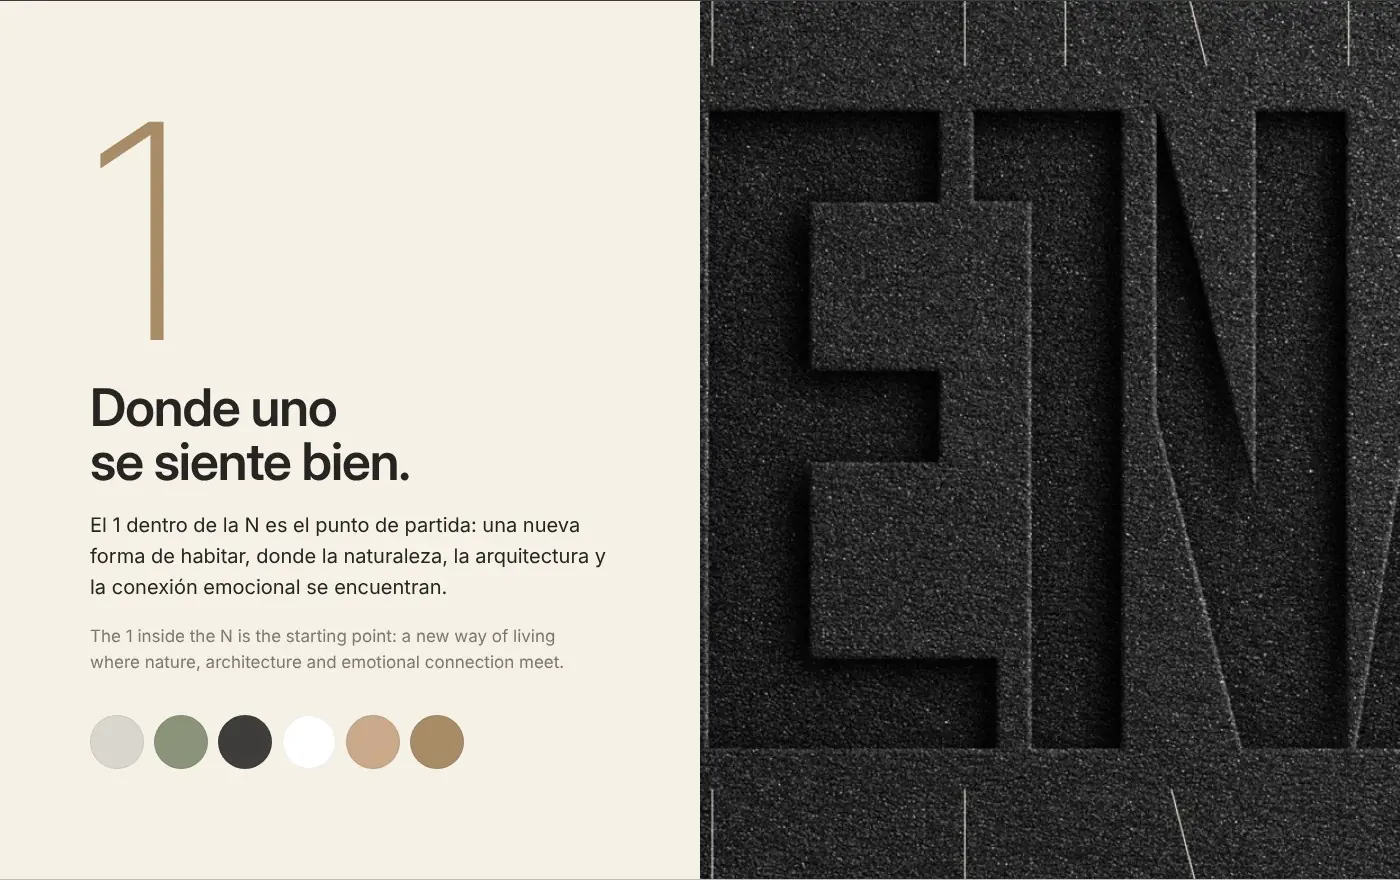 1
Donde uno
se siente bien.
El 1 dentro de la N es el punto de partida: una nueva
forma de habitar, donde la naturaleza, la arquitectura y
la conexión emocional se encuentran.
The 1 inside the N is the starting point: a new way of living
where nature, architecture and emotional connection meet.
EN